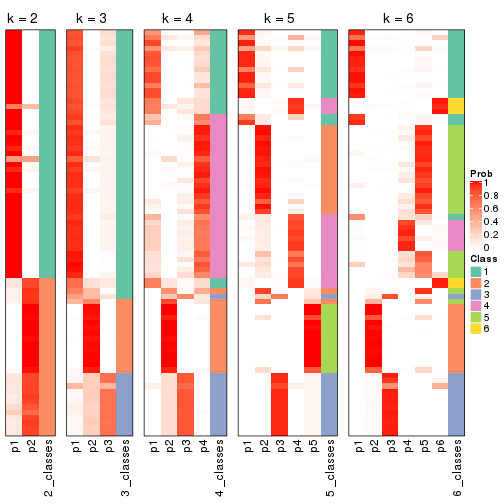 k = 2
k = 3
k = 4
k = 5
k = 6
p1
p2
2_classes
p1
p2
p3
3_classes
p1
p2
p3
p4
4_classes
p1
p2
p3
p4
p5
5_classes
p1
p2
p3
p4
p5
p6
6_classes
Prob
1
0.8
0.6
0.4
0.2
0
Class
1
2
3
4
5
6